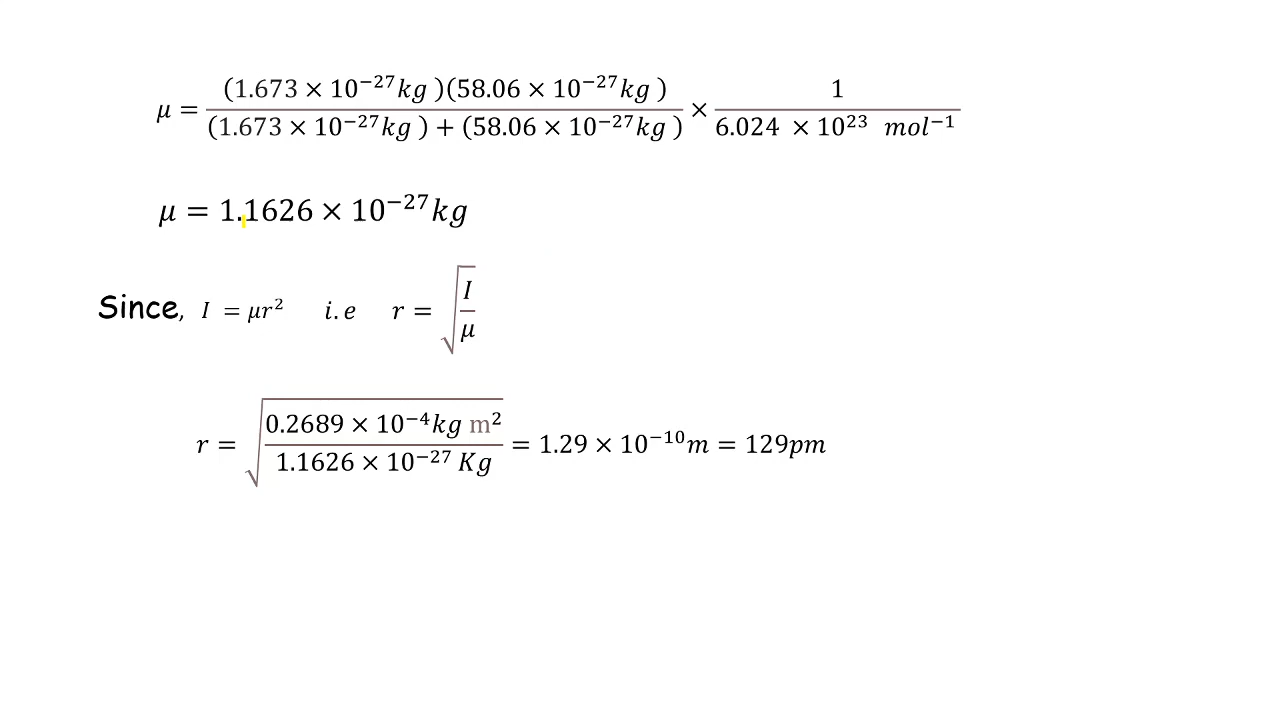 μ = (1.673 × 10⁻²⁷kg )(58.06 × 10⁻²⁷kg ) / (1.673 × 10⁻²⁷kg ) + (58.06 × 10⁻²⁷kg ) × 1 / 6.024 × 10²³ mol⁻¹
μ = 1.1626 × 10⁻²⁷kg
Since, I = μr² i.e r = √(I / μ)
r = √(0.2689 × 10⁻⁴kg m² / 1.1626 × 10⁻²⁷ Kg) = 1.29 × 10⁻¹⁰m = 129pm